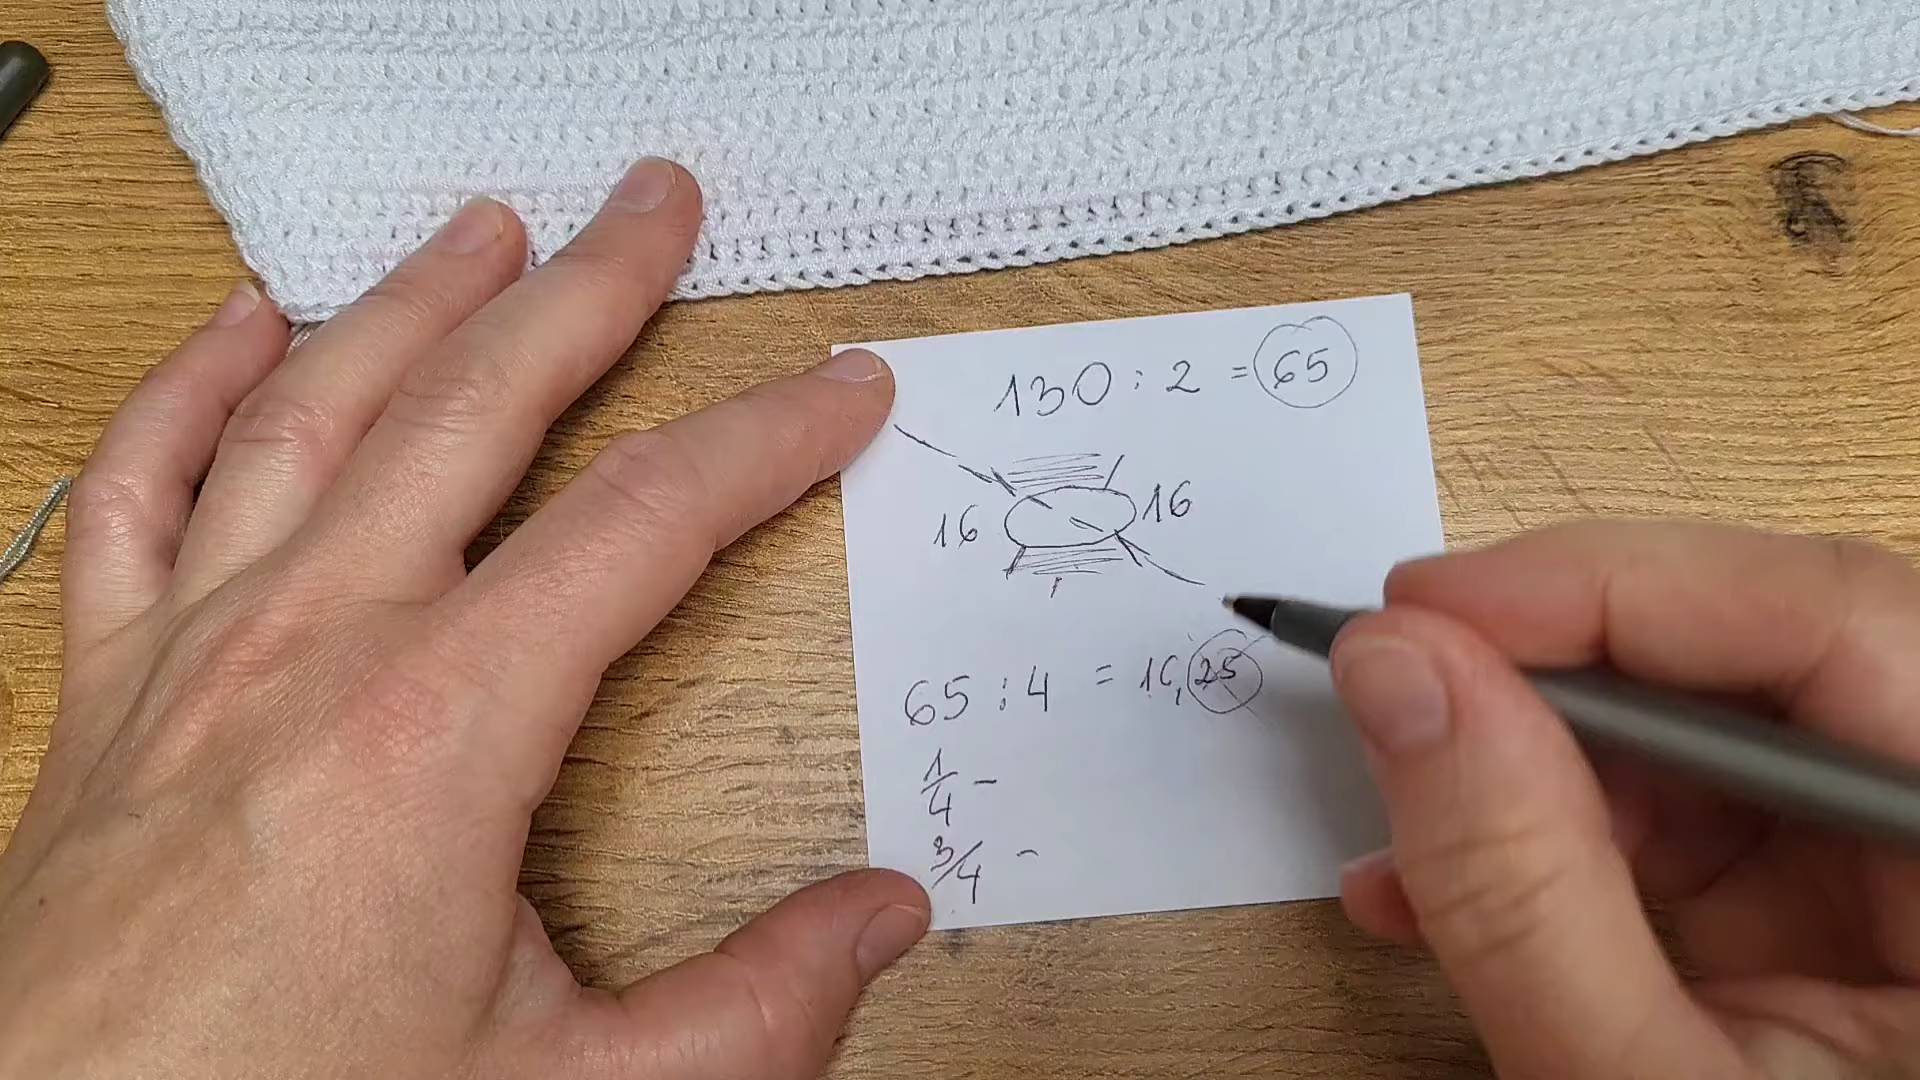 130 : 2 = 65
16 16
65 : 4 = 16,25
1/4 -
3/4 -